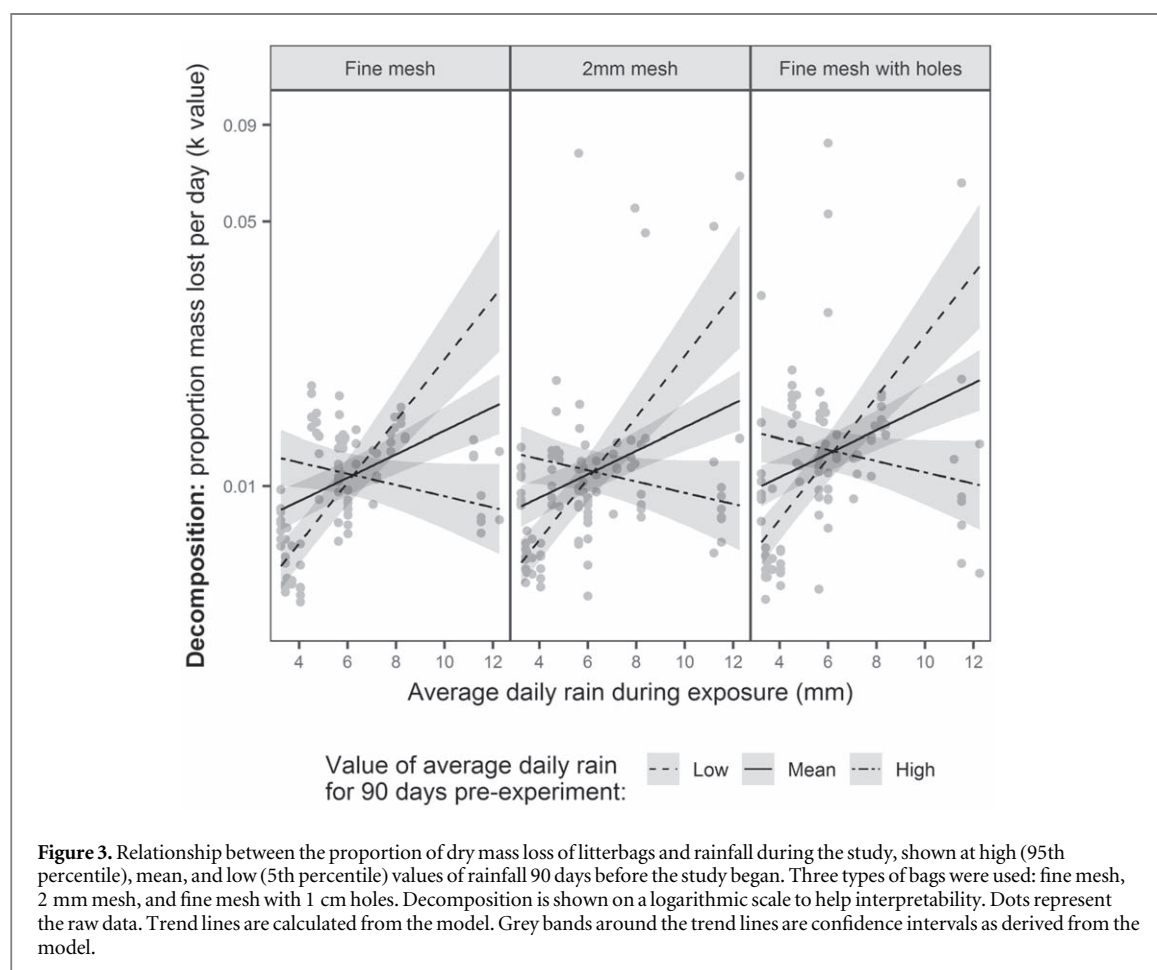 Fine mesh
2mm mesh
Fine mesh with holes
Decomposition: proportion mass lost per day (k value)
0.09
0.05
0.01
4 6 8 10 12
4 6 8 10 12
4 6 8 10 12
Average daily rain during exposure (mm)
Value of average daily rain
for 90 days pre-experiment:
Low
Mean
High
Figure 3. Relationship between the proportion of dry mass loss of litterbags and rainfall during the study, shown at high (95th
percentile), mean, and low (5th percentile) values of rainfall 90 days before the study began. Three types of bags were used: fine mesh,
2 mm mesh, and fine mesh with 1 cm holes. Decomposition is shown on a logarithmic scale to help interpretability. Dots represent
the raw data. Trend lines are calculated from the model. Grey bands around the trend lines are confidence intervals as derived from the
model.